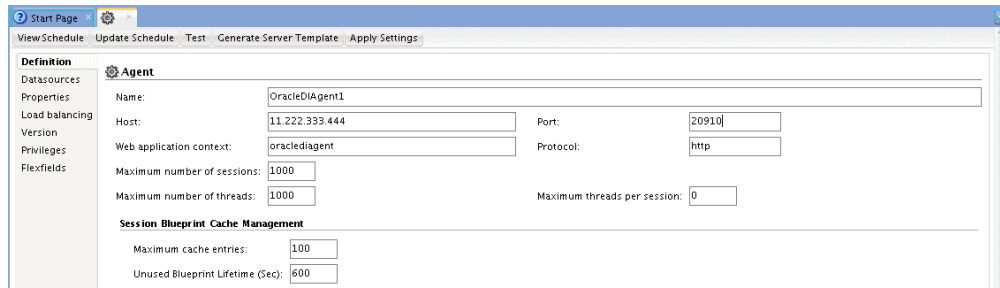 Start Page
View Schedule Update Schedule Test Generate Server Template Apply Settings
Definition
Datasources
Properties
Load balancing
Version
Privileges
Flexfields
Agent
Name: OracleDIAgent1
Host: 11.222.333.444 Port: 20910
Web application context: oraclediagent Protocol: http
Maximum number of sessions: 1000
Maximum number of threads: 1000 Maximum threads per session: 0
Session Blueprint Cache Management
Maximum cache entries: 100
Unused Blueprint Lifetime (Sec): 600